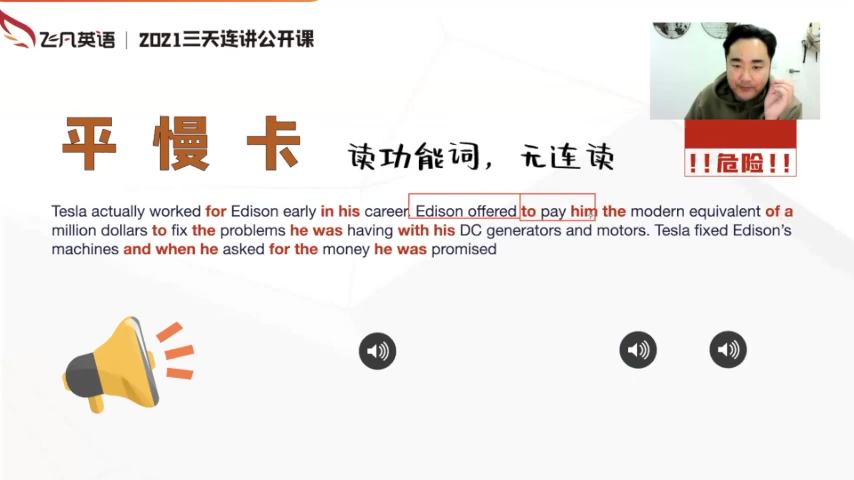 飞凡英语 | 2021三天连讲公开课
平 慢 卡
读功能词，无连读
!!危险!!
Tesla actually worked for Edison early in his career. Edison offered to pay him the modern equivalent of a
million dollars to fix the problems he was having with his DC generators and motors. Tesla fixed Edison's
machines and when he asked for the money he was promised